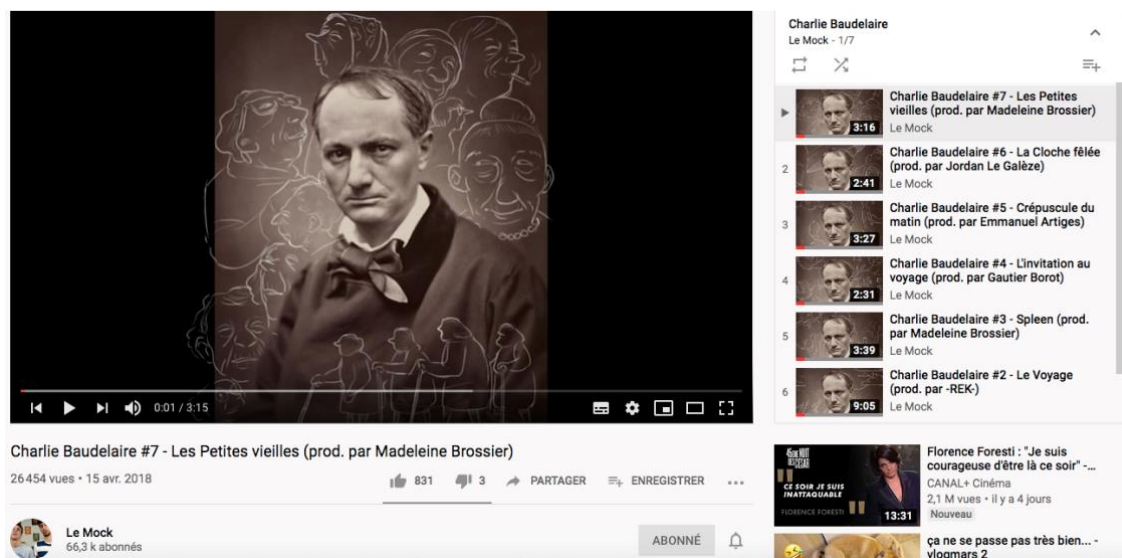 0:01 / 3:15
Charlie Baudelaire #7 - Les Petites vieilles (prod. par Madeleine Brossier)
26 454 vues • 15 avr. 2018
831
3
PARTAGER
ENREGISTRER
Le Mock
66,3 k abonnés
ABONNÉ
Charlie Baudelaire
Le Mock - 1/7
3:16
Charlie Baudelaire #7 - Les Petites
vieilles (prod. par Madeleine Brossier)
Le Mock
2
2:41
Charlie Baudelaire #6 - La Cloche fêlée
(prod. par Jordan Le Galèze)
Le Mock
3
3:27
Charlie Baudelaire #5 - Crépuscule du
matin (prod. par Emmanuel Artiges)
Le Mock
4
2:31
Charlie Baudelaire #4 - L'invitation au
voyage (prod. par Gautier Borot)
Le Mock
5
3:39
Charlie Baudelaire #3 - Spleen (prod.
par Madeleine Brossier)
Le Mock
6
9:05
Charlie Baudelaire #2 - Le Voyage
(prod. par -REK-)
Le Mock
CE SOIR JE SUIS
INATTAQUABLE
FLORENCE FORESTI
13:31
Florence Foresti : "Je suis
courageuse d'être là ce soir" -...
CANAL+ Cinéma
2,1 M vues • il y a 4 jours
Nouveau
ça ne se passe pas très bien... -
vlogmars 2